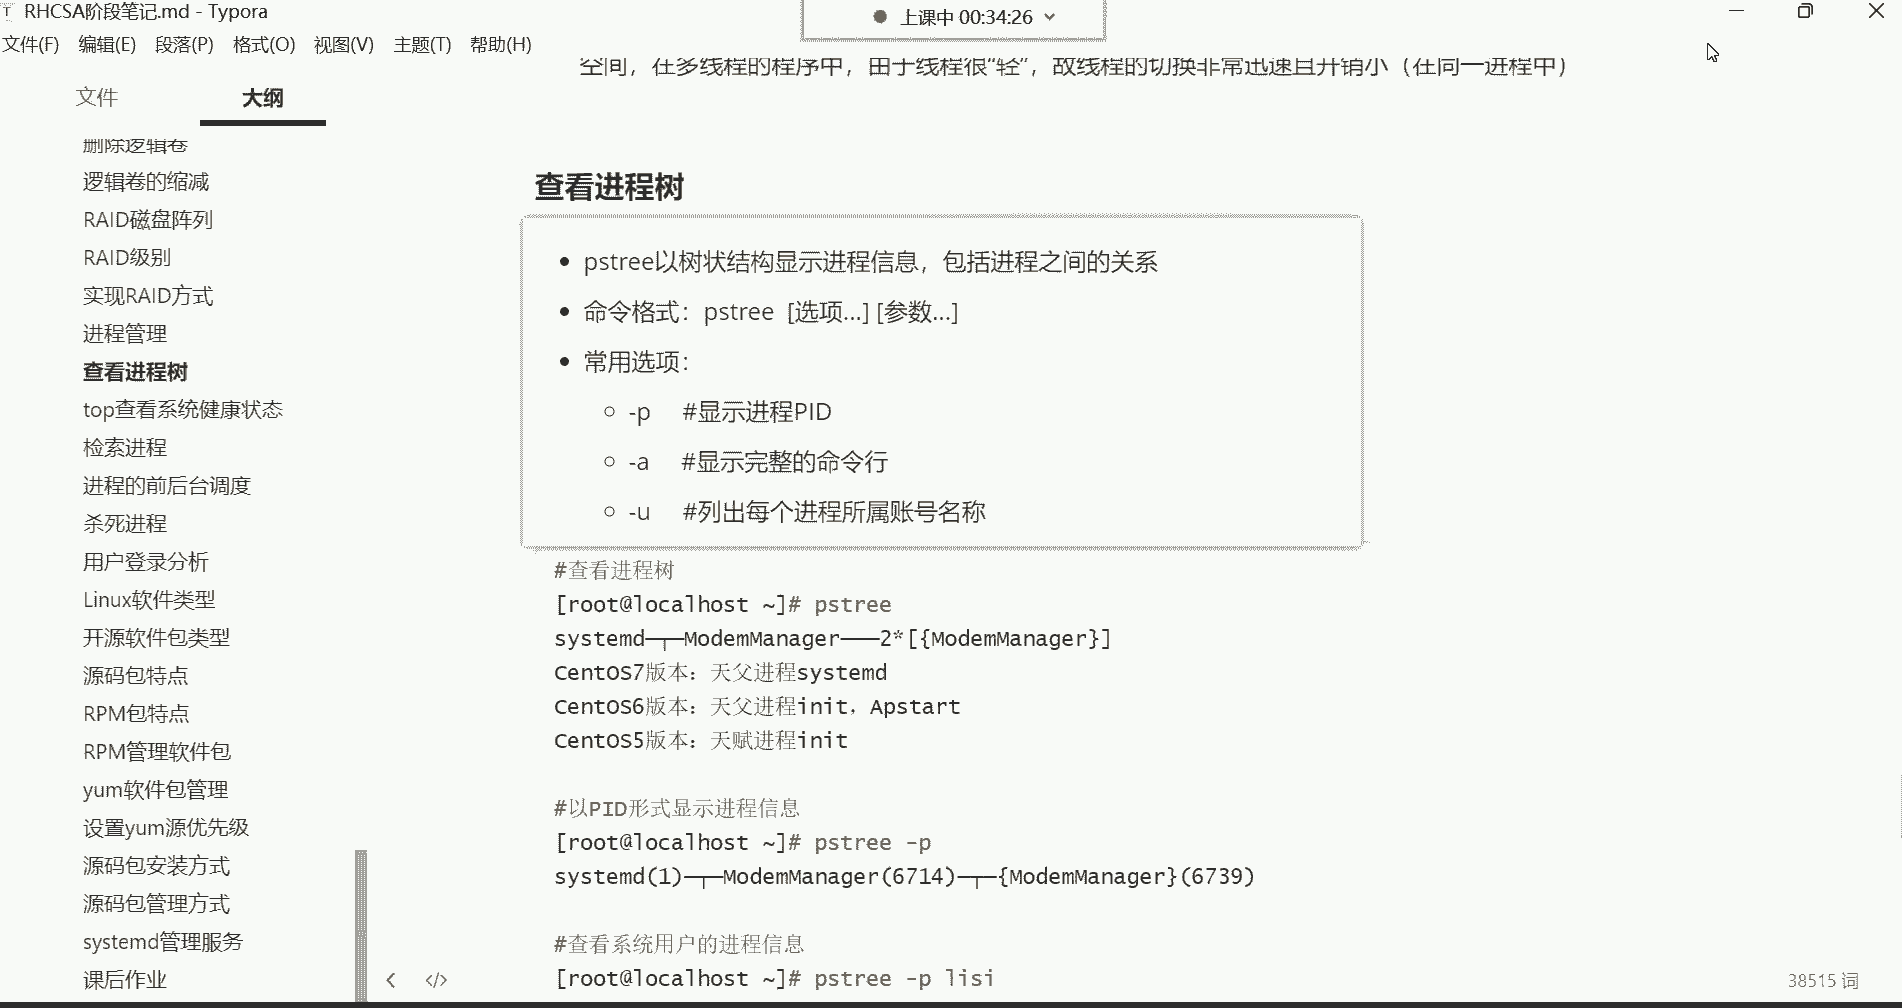 RHCSA阶段笔记.md - Typora
上课中 00:34:26
文件(F) 编辑(E) 段落(P) 格式(O) 视图(V) 主题(T) 帮助(H)
空间，在多线程的程序中，由于线程很“轻”，故线程的切换非常迅速且开销小（在同一进程中）
文件 大纲
删除逻辑卷
逻辑卷的缩减
RAID磁盘阵列
RAID级别
实现RAID方式
进程管理
查看进程树
top查看系统健康状态
检索进程
进程的前后台调度
杀死进程
用户登录分析
Linux软件类型
开源软件包类型
源码包特点
RPM包特点
RPM管理软件包
yum软件包管理
设置yum源优先级
源码包安装方式
源码包管理方式
systemd管理服务
课后作业
查看进程树
pstree以树状结构显示进程信息，包括进程之间的关系
命令格式：pstree [选项...] [参数...]
常用选项：
-p #显示进程PID
-a #显示完整的命令行
-u #列出每个进程所属账号名称
#查看进程树
[root@localhost ~]# pstree
systemd─┬─ModemManager───2*[{ModemManager}]
CentOS7版本：天父进程systemd
CentOS6版本：天父进程init，Apstart
CentOS5版本：天赋进程init
#以PID形式显示进程信息
[root@localhost ~]# pstree -p
systemd(1)─┬─ModemManager(6714)─┬─{ModemManager}(6739)
#查看系统用户的进程信息
[root@localhost ~]# pstree -p lisi
38515 词